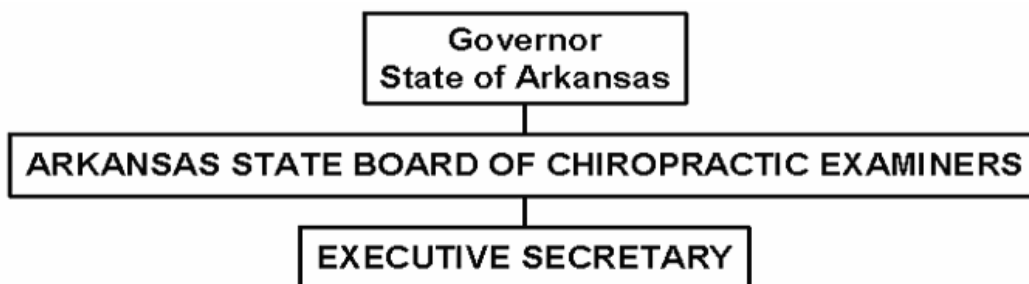 Governor
State of Arkansas
ARKANSAS STATE BOARD OF CHIROPRACTIC EXAMINERS
EXECUTIVE SECRETARY